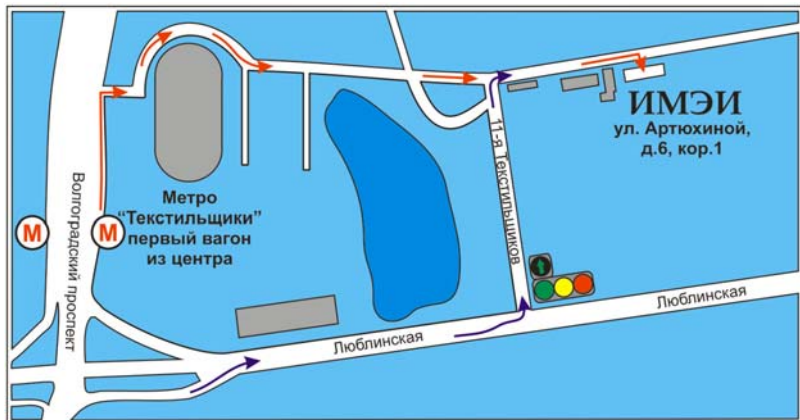 ИМЭИ
ул. Артюхиной,
д.6, кор.1
11-я Текстильщиков
Метро
“Текстильщики”
первый вагон
из центра
М
М
Волгоградский проспект
Люблинская
Люблинская